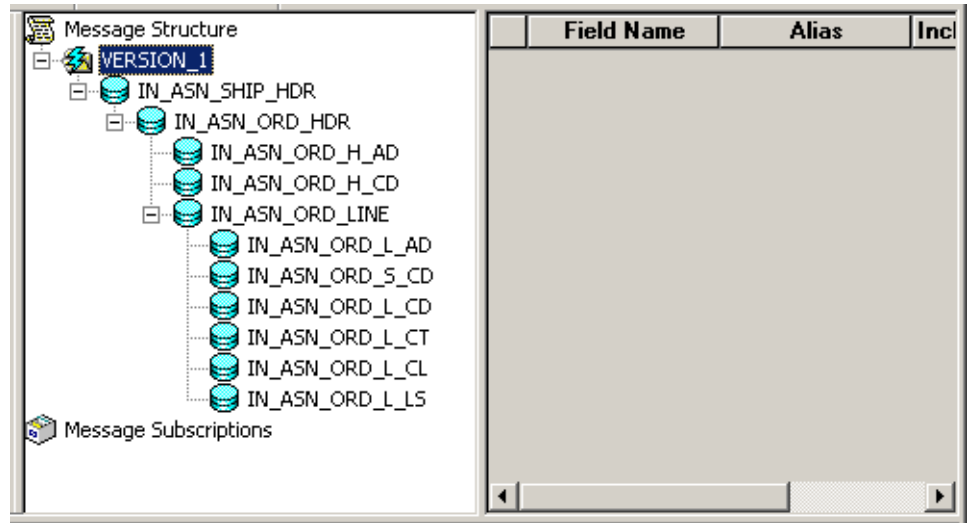 Message Structure
VERSION_1
IN_ASN_SHIP_HDR
IN_ASN_ORD_HDR
IN_ASN_ORD_H_AD
IN_ASN_ORD_H_CD
IN_ASN_ORD_LINE
IN_ASN_ORD_L_AD
IN_ASN_ORD_S_CD
IN_ASN_ORD_L_CD
IN_ASN_ORD_L_CT
IN_ASN_ORD_L_CL
IN_ASN_ORD_L_LS
Message Subscriptions
Field Name Alias Incl